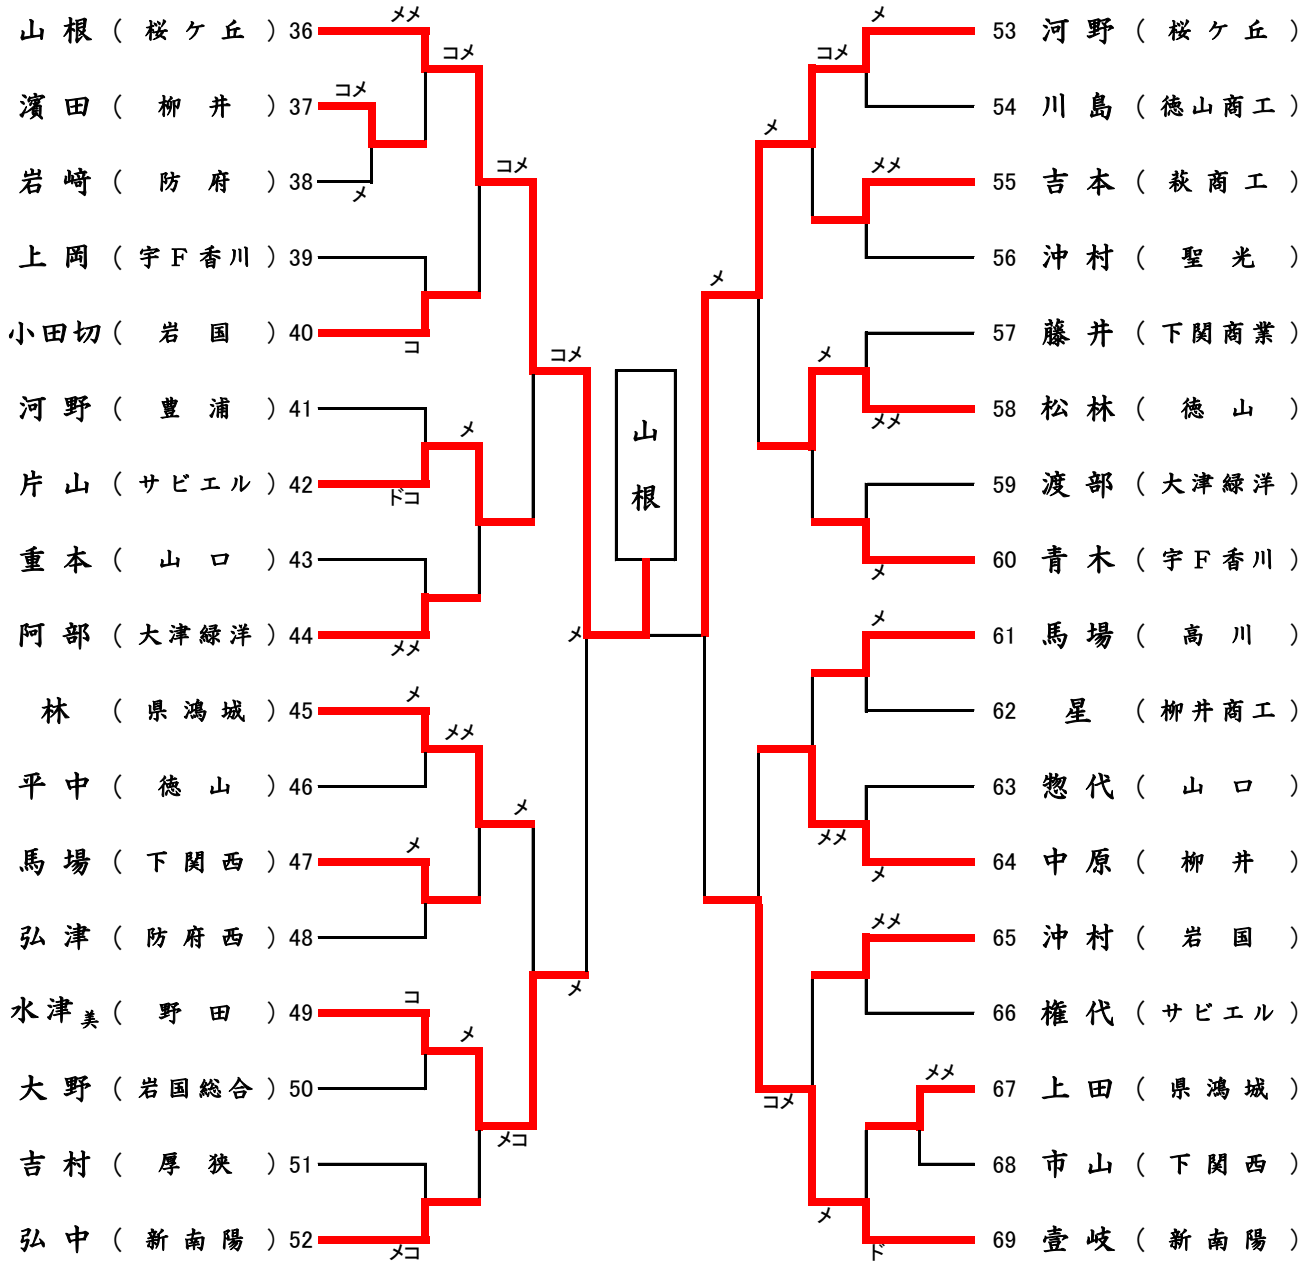 山根 ( 桜ケ丘 ) 36
濱田 ( 柳井 ) 37
岩﨑 ( 防府 ) 38
上岡 ( 宇F香川 ) 39
小田切 ( 岩国 ) 40
河野 ( 豊浦 ) 41
片山 ( サビエル ) 42
重本 ( 山口 ) 43
阿部 ( 大津緑洋 ) 44
林 ( 県鴻城 ) 45
平中 ( 徳山 ) 46
馬場 ( 下関西 ) 47
弘津 ( 防府西 ) 48
水津美 ( 野田 ) 49
大野 ( 岩国総合 ) 50
吉村 ( 厚狭 ) 51
弘中 ( 新南陽 ) 52
メメ
コメ
コメ
メ
コメ
コ
コメ
メ
ドコ
メメ
メ
メ
メメ
メ
メ
メ
コ
メ
メコ
メコ
山根
メ
コメ
メ
メメ
メ
メ
メメ
メ
メ
メメ
メ
メメ
メメ
コメ
メ
ド
53 河野 ( 桜ケ丘 )
54 川島 ( 徳山商工 )
55 吉本 ( 萩商工 )
56 沖村 ( 聖光 )
57 藤井 ( 下関商業 )
58 松林 ( 徳山 )
59 渡部 ( 大津緑洋 )
60 青木 ( 宇F香川 )
61 馬場 ( 高川 )
62 星 ( 柳井商工 )
63 惣代 ( 山口 )
64 中原 ( 柳井 )
65 沖村 ( 岩国 )
66 権代 ( サビエル )
67 上田 ( 県鴻城 )
68 市山 ( 下関西 )
69 壹岐 ( 新南陽 )